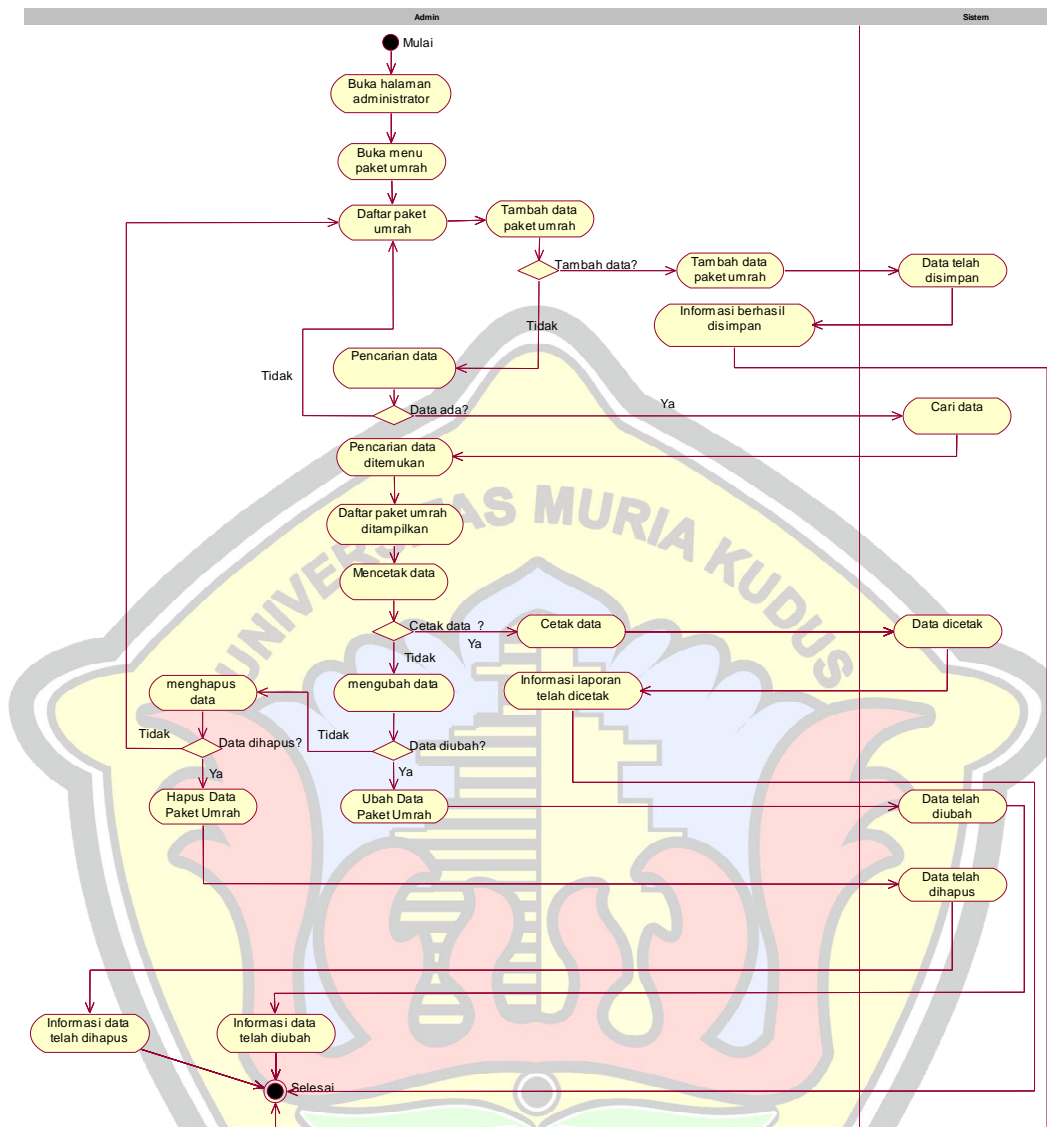 Admin
Sistem
Mulai
Buka halaman
administrator
Buka menu
paket umrah
Daftar paket
umrah
Tambah data
paket umrah
Tambah data?
Tambah data
paket umrah
Data telah
disimpan
Informasi berhasil
disimpan
Tidak
Pencarian data
Tidak
Data ada?
Ya
Cari data
Pencarian data
ditemukan
UNIVERSITAS MURIA KUDUS
Daftar paket umrah
ditampilkan
Mencetak data
Cetak data ?
Ya
Cetak data
Data dicetak
Tidak
menghapus
data
mengubah data
Informasi laporan
telah dicetak
Tidak
Data dihapus?
Tidak
Data diubah?
Ya
Ya
Hapus Data
Paket Umrah
Ubah Data
Paket Umrah
Data telah
diubah
Data telah
dihapus
Informasi data
telah dihapus
Informasi data
telah diubah
Selesai